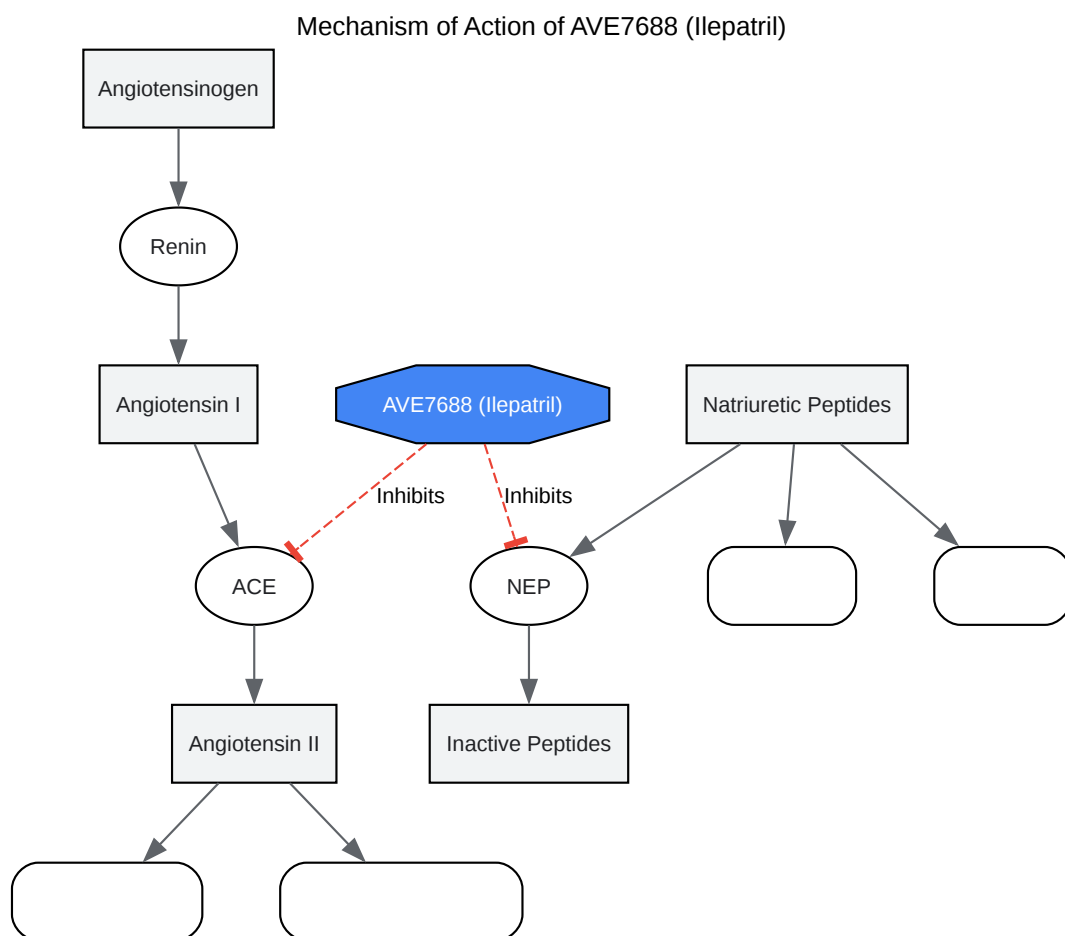 Mechanism of Action of AVE7688 (Ilepatril)
Angiotensinogen
Renin
Angiotensin I
AVE7688 (Ilepatril)
Natriuretic Peptides
Inhibits
Inhibits
ACE
NEP
Angiotensin II
Inactive Peptides